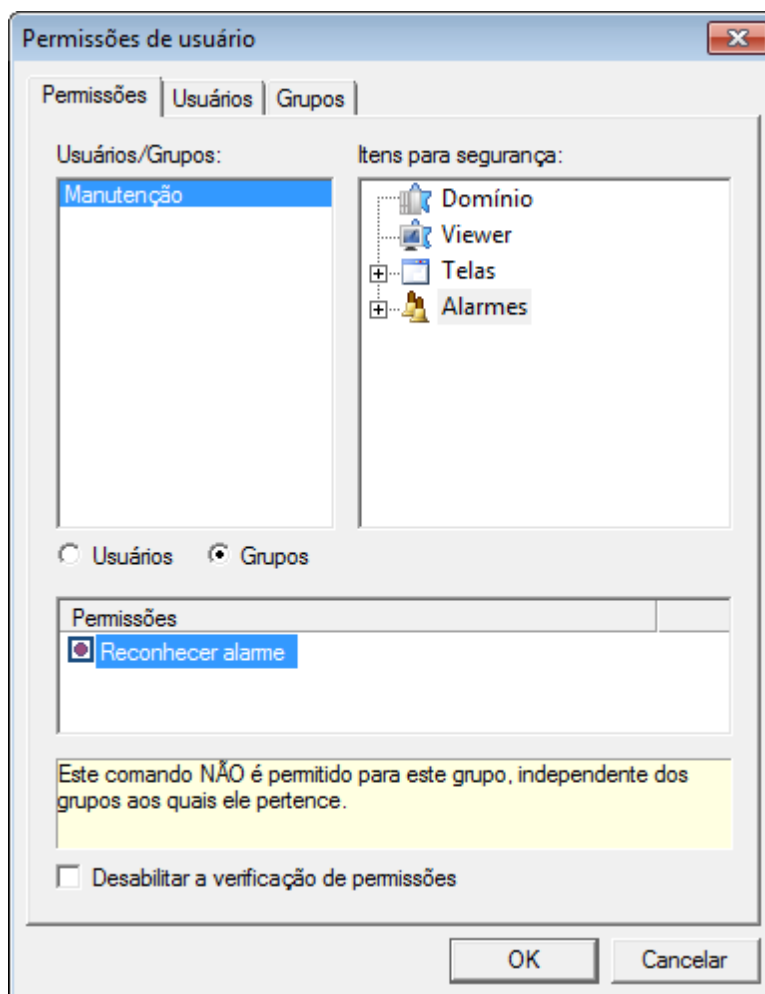 Permissões de usuário
Permissões
Usuários
Grupos
Usuários/Grupos:
Itens para segurança:
Manutenção
Domínio
Viewer
Telas
Alarmes
Usuários
Grupos
Permissões
Reconhecer alarme
Este comando NÃO é permitido para este grupo, independente dos
grupos aos quais ele pertence.
Desabilitar a verificação de permissões
OK
Cancelar